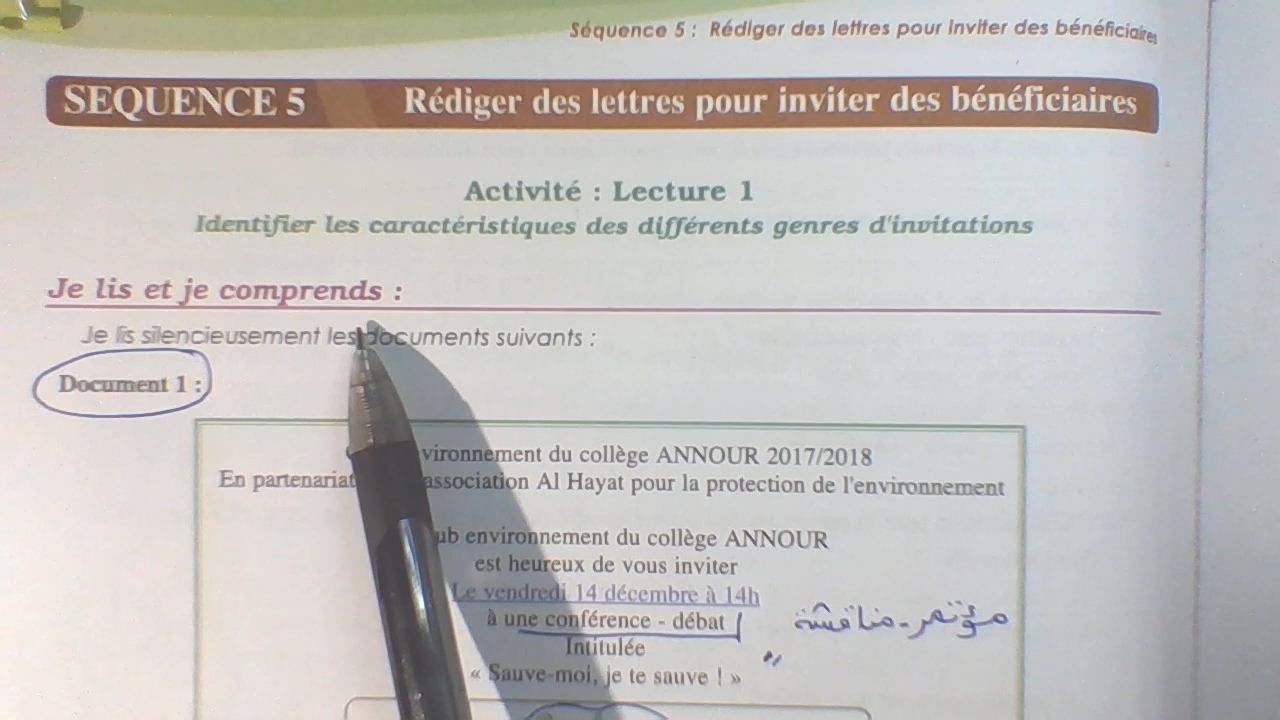 Séquence 5 : Rédiger des lettres pour inviter des bénéficiaires
SEQUENCE 5 Rédiger des lettres pour inviter des bénéficiaires
Activité : Lecture 1
Identifier les caractéristiques des différents genres d'invitations
Je lis et je comprends :
Je lis silencieusement les documents suivants :
Document 1 :
vironnement du collège ANNOUR 2017/2018
En partenariat association Al Hayat pour la protection de l'environnement
ub environnement du collège ANNOUR
est heureux de vous inviter
Le vendredi 14 décembre à 14h
à une conférence - débat مؤتمر - مناقشة
Intitulée
« Sauve-moi, je te sauve ! »